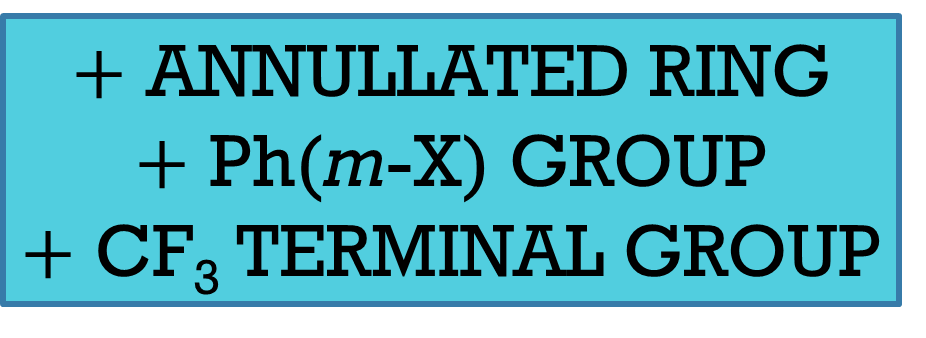 + ANNULLATED RING
+ Ph(m-X) GROUP
+ CF₃ TERMINAL GROUP